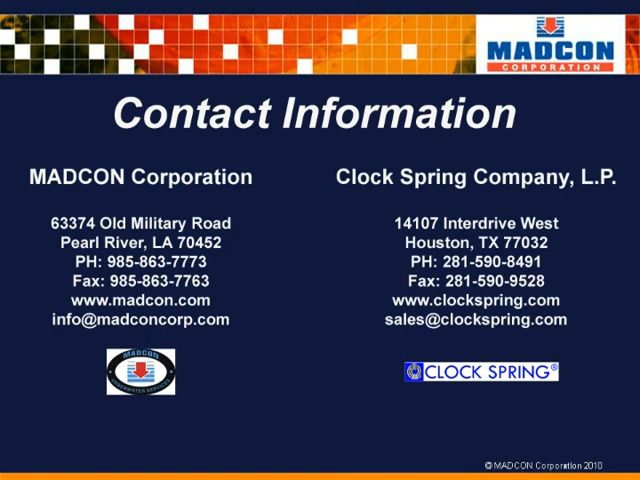 MADCON
CORPORATION
Contact Information
MADCON Corporation
63374 Old Military Road
Pearl River, LA 70452
PH: 985-863-7773
Fax: 985-863-7763
www.madcon.com
info@madconcorp.com
MADCON
UNDERWATER SERVICES
Clock Spring Company, L.P.
14107 Interdrive West
Houston, TX 77032
PH: 281-590-8491
Fax: 281-590-9528
www.clockspring.com
sales@clockspring.com
CLOCK SPRING®
© MADCON Corporation 2010